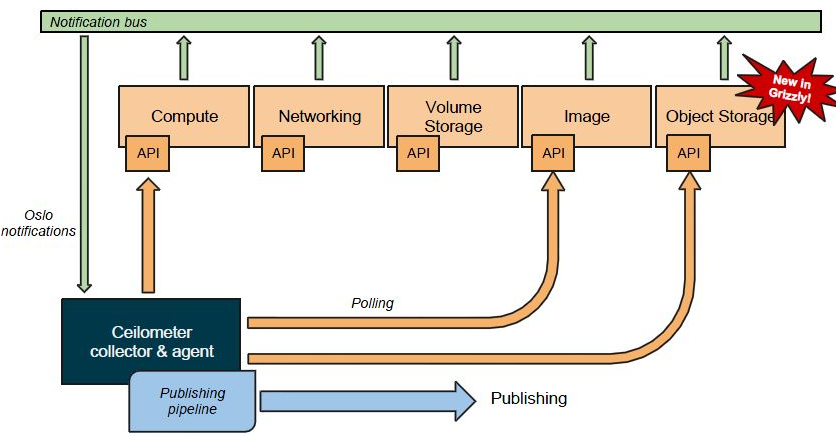 Notification bus
New in
Grizzly!
Compute
Networking
Volume
Storage
Image
Object Storage
API
API
API
API
API
Oslo
notifications
Polling
Ceilometer
collector & agent
Publishing
pipeline
Publishing